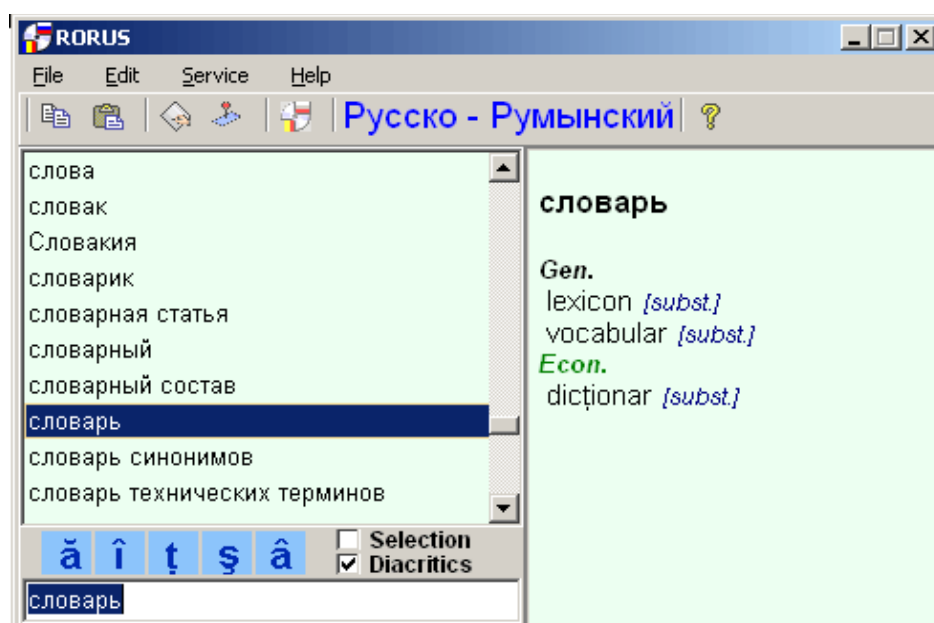 RORUS
File Edit Service Help
Русско - Румынский
слова
словак
Словакия
словарик
словарная статья
словарный
словарный состав
словарь
словарь синонимов
словарь технических терминов
ă î ț ş â
Selection
Diacritics
словарь
словарь
Gen.
lexicon [subst.]
vocabular [subst.]
Econ.
dicționar [subst.]